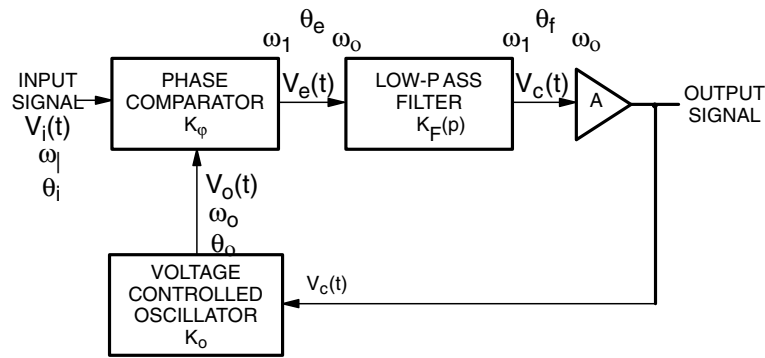 θe
ω1 ωo
θf
ω1 ωo
INPUT
SIGNAL
Vi(t)
ω|
θi
PHASE
COMPARATOR
Kφ
Ve(t)
LOW-PASS
FILTER
KF(p)
Vc(t)
A
OUTPUT
SIGNAL
Vo(t)
ωo
θo
VOLTAGE
CONTROLLED
OSCILLATOR
Ko
Vc(t)